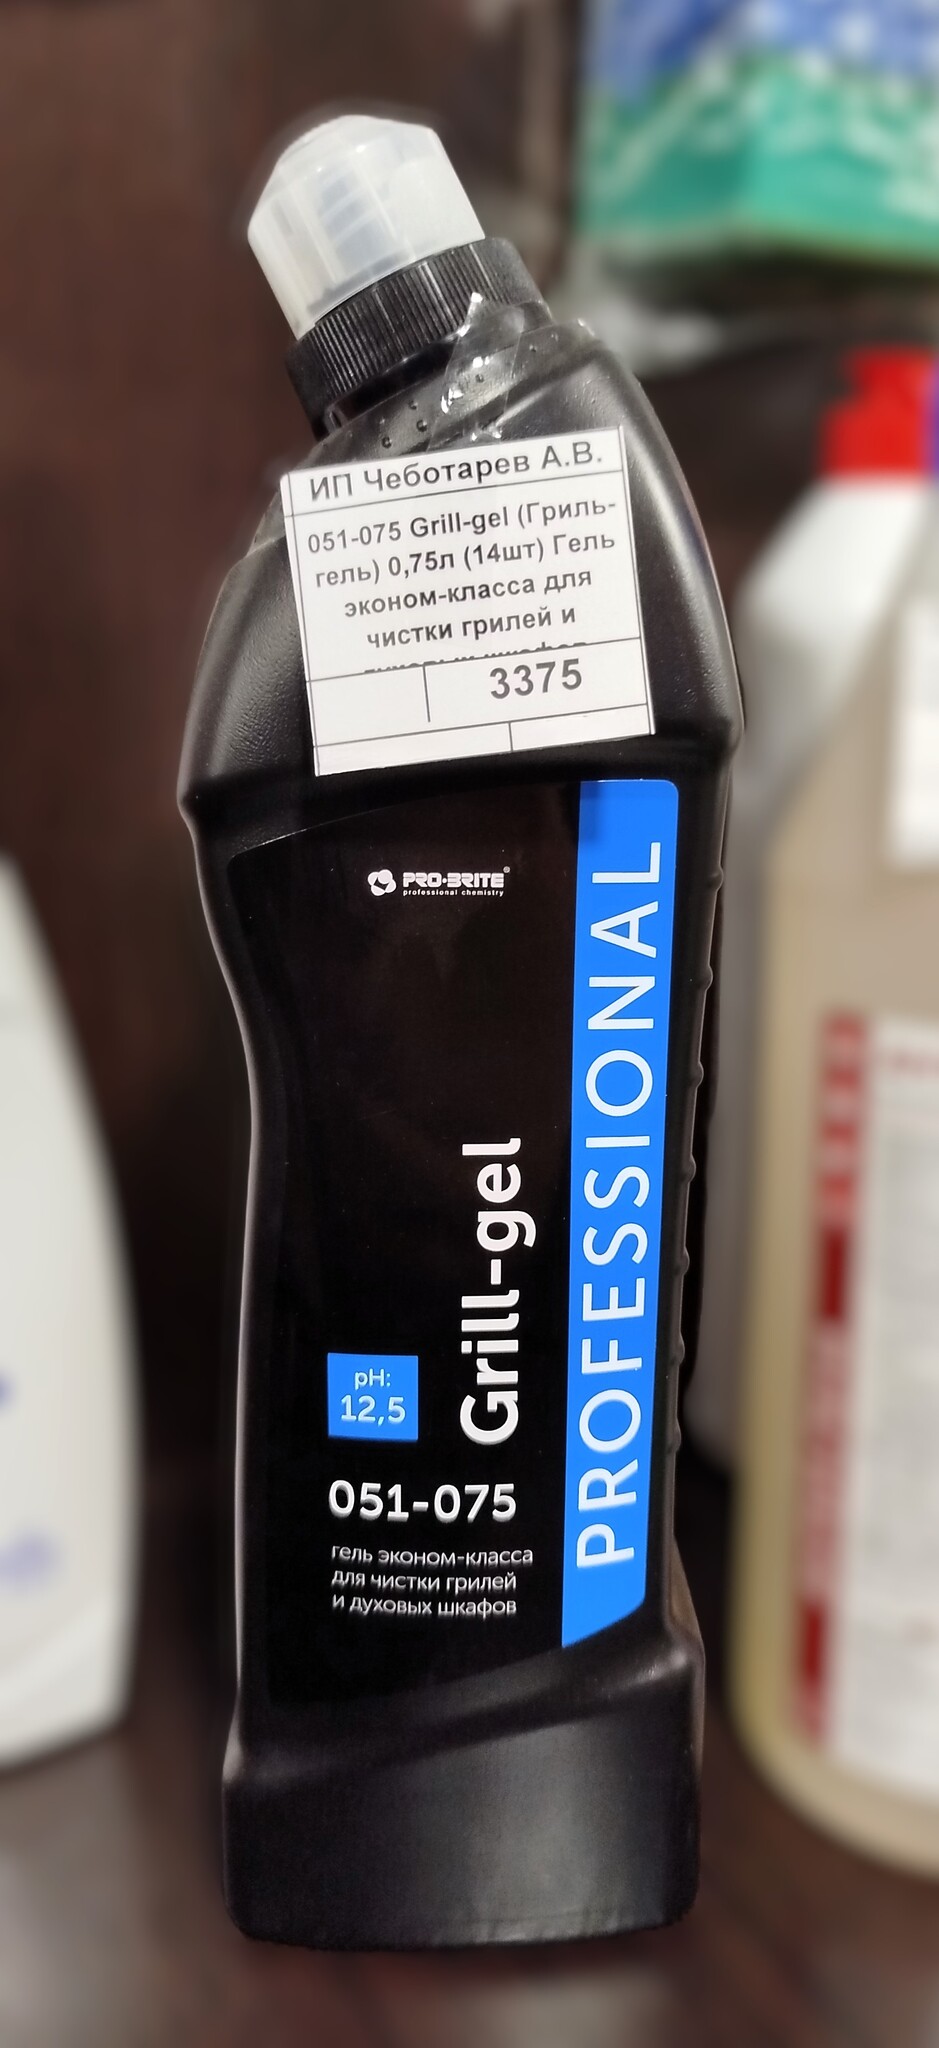 ИП Чеботарев А.В.
051-075 Grill-gel (Гриль-
гель) 0,75л (14шт) Гель
эконом-класса для
чистки грилей и
3375
PRO-BRITE®
professional chemistry
PROFESSIONAL
Grill-gel
pH:
12,5
051-075
гель эконом-класса
для чистки грилей
и духовых шкафов